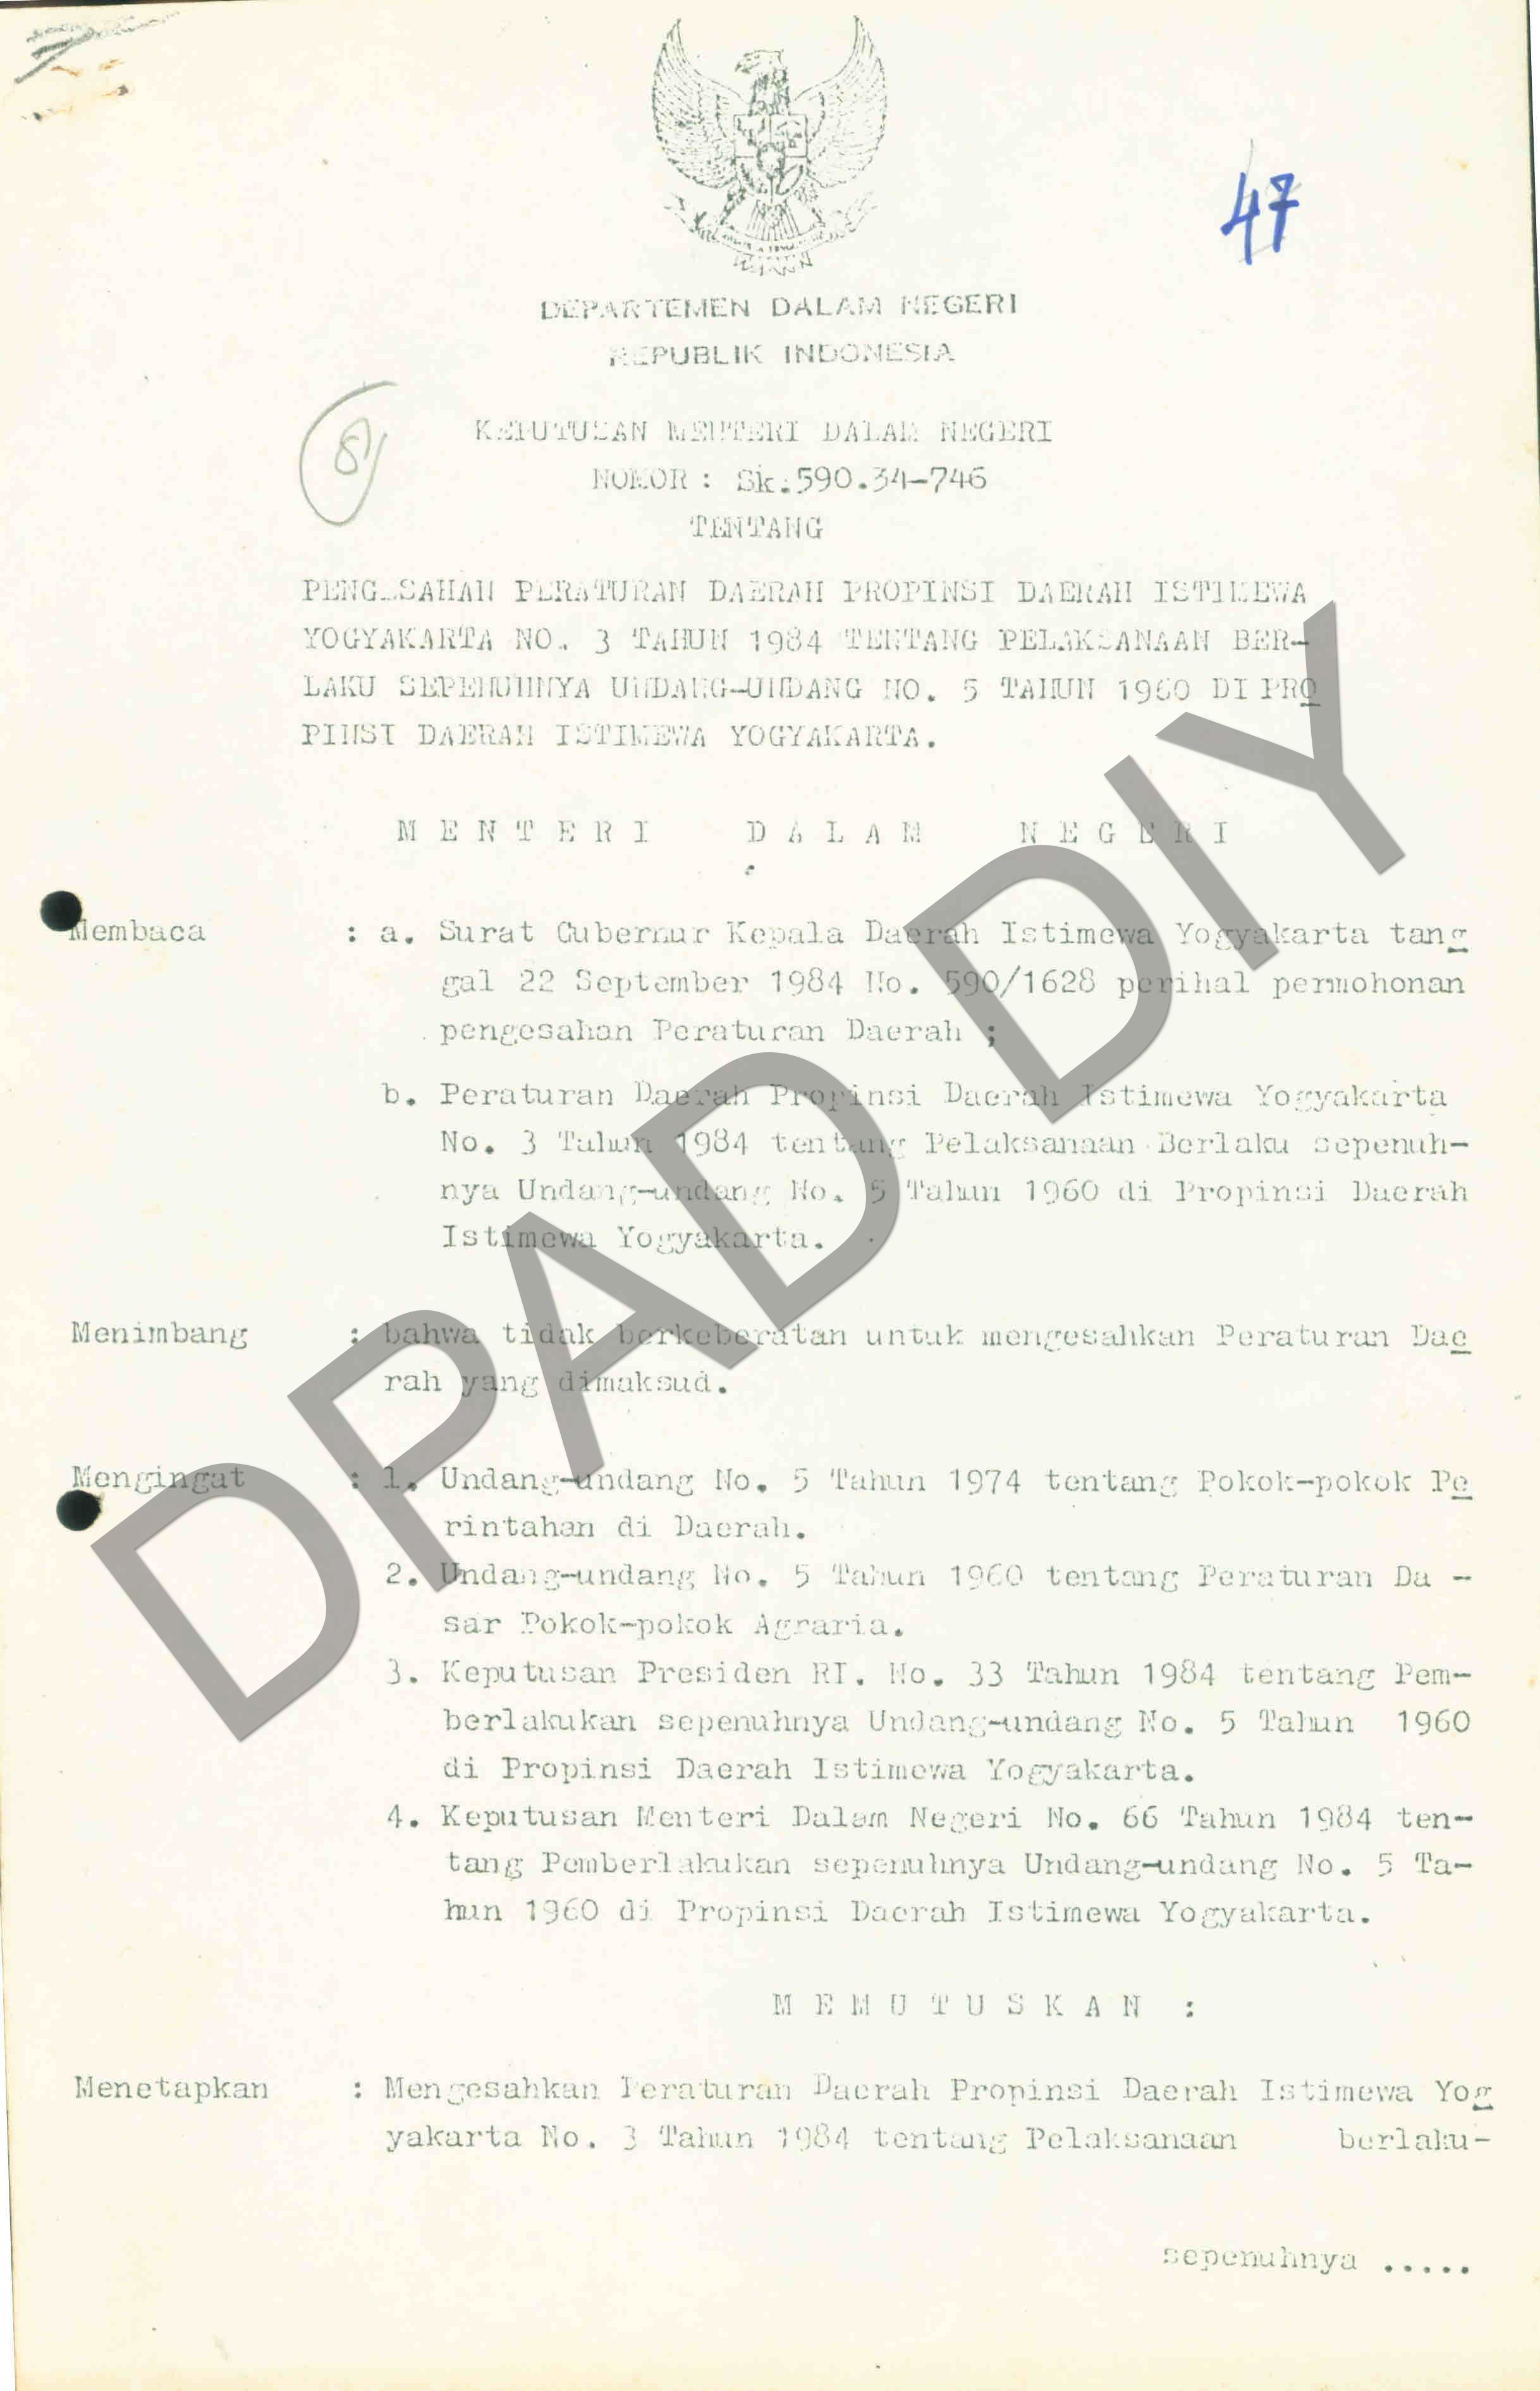 47
DEPARTEMEN DALAM NEGERI
REPUBLIK INDONESIA
KEPUTUSAN MENTERI DALAM NEGERI
NOMOR : Sk.590.34-746
TENTANG
PENGESAHAN PERATURAN DAERAH PROPINSI DAERAH ISTIMEWA
YOGYAKARTA NO. 3 TAHUN 1984 TENTANG PELAKSANAAN BER-
LAKU SEPENUHNYA UNDANG-UNDANG NO. 5 TAHUN 1960 DI PRO
PINSI DAERAH ISTIMEWA YOGYAKARTA.
MENTERI DALAM NEGERI
Membaca : a. Surat Gubernur Kepala Daerah Istimewa Yogyakarta tang
gal 22 September 1984 No. 590/1628 perihal permohonan
pengesahan Peraturan Daerah ;
b. Peraturan Daerah Propinsi Daerah Istimewa Yogyakarta
No. 3 Tahun 1984 tentang Pelaksanaan Berlaku sepenuh-
nya Undang-undang No. 5 Tahun 1960 di Propinsi Daerah
Istimewa Yogyakarta.
Menimbang : bahwa tidak berkeberatan untuk mengesahkan Peraturan Dae
rah yang dimaksud.
Mengingat : 1. Undang-undang No. 5 Tahun 1974 tentang Pokok-pokok Pe
rintahan di Daerah.
2. Undang-undang No. 5 Tahun 1960 tentang Peraturan Da -
sar Pokok-pokok Agraria.
3. Keputusan Presiden RI. No. 33 Tahun 1984 tentang Pem-
berlakukan sepenuhnya Undang-undang No. 5 Tahun 1960
di Propinsi Daerah Istimewa Yogyakarta.
4. Keputusan Menteri Dalam Negeri No. 66 Tahun 1984 ten-
tang Pemberlakukan sepenuhnya Undang-undang No. 5 Ta-
hun 1960 di Propinsi Daerah Istimewa Yogyakarta.
MEMUTUSKAN :
Menetapkan : Mengesahkan Peraturan Daerah Propinsi Daerah Istimewa Yog
yakarta No. 3 Tahun 1984 tentang Pelaksanaan berlaku-
sepenuhnya .....
DPAD DIY